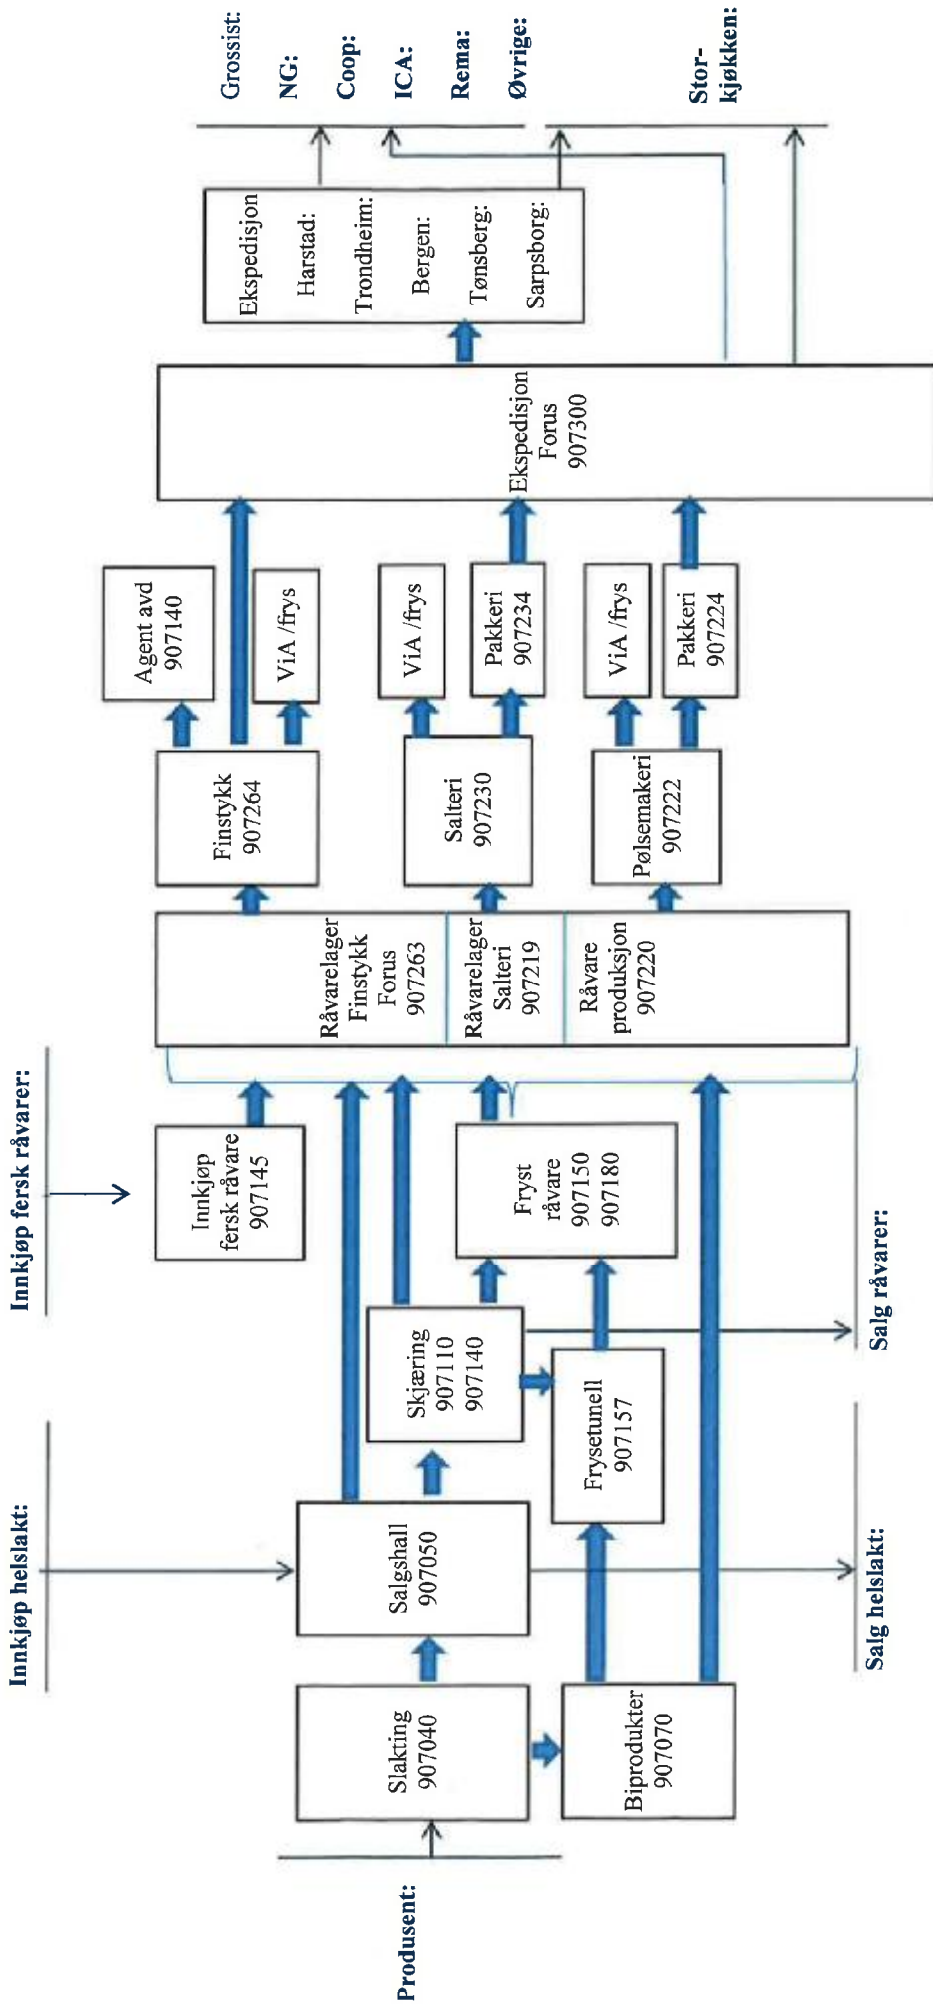 Produsent:
Innkjøp helslakt:
Innkjøp fersk råvarer:
Slakting
907040
Biprodukter
907070
Salgshall
907050
Skjæring
907110
907140
Frysetunell
907157
Innkjøp
fersk råvare
907145
Fryst
råvare
907150
907180
Salg helslakt:
Salg råvarer:
Råvarelager
Finstykk
Forus
907263
Råvarelager
Salteri
907219
Råvare
produksjon
907220
Finstykk
907264
Salteri
907230
Pølsemakeri
907222
Agent avd
907140
ViA /frys
ViA /frys
Pakkeri
907234
ViA /frys
Pakkeri
907224
Ekspedisjon
Forus
907300
Ekspedisjon
Harstad:
Trondheim:
Bergen:
Tønsberg:
Sarpsborg:
Grossist:
NG:
Coop:
ICA:
Rema:
Øvrige:
Stor-
kjøkken: